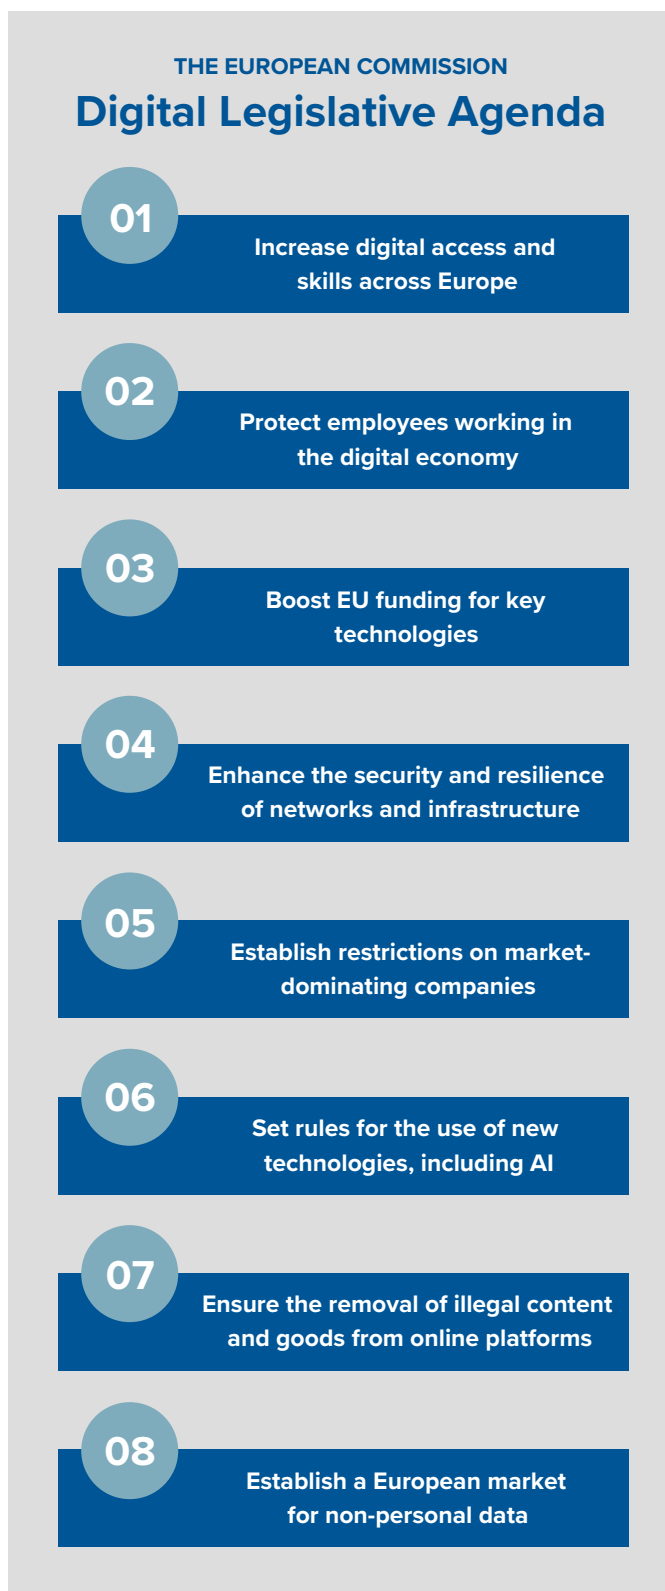 THE EUROPEAN COMMISSION
Digital Legislative Agenda
01
Increase digital access and
skills across Europe
02
Protect employees working in
the digital economy
03
Boost EU funding for key
technologies
04
Enhance the security and resilience
of networks and infrastructure
05
Establish restrictions on market-
dominating companies
06
Set rules for the use of new
technologies, including AI
07
Ensure the removal of illegal content
and goods from online platforms
08
Establish a European market
for non-personal data